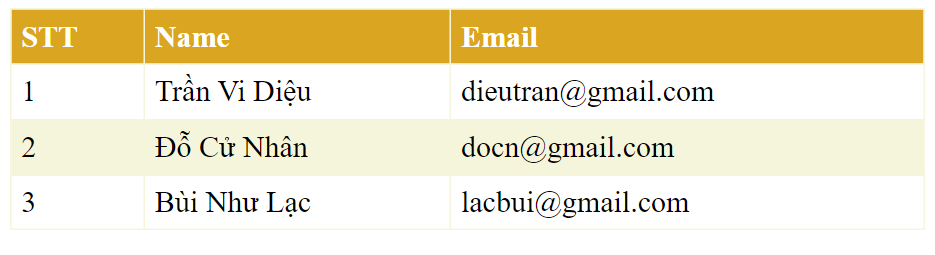 STT Name Email
1 Trần Vi Diệu dieutran@gmail.com
2 Đỗ Cử Nhân docn@gmail.com
3 Bùi Như Lạc lacbui@gmail.com